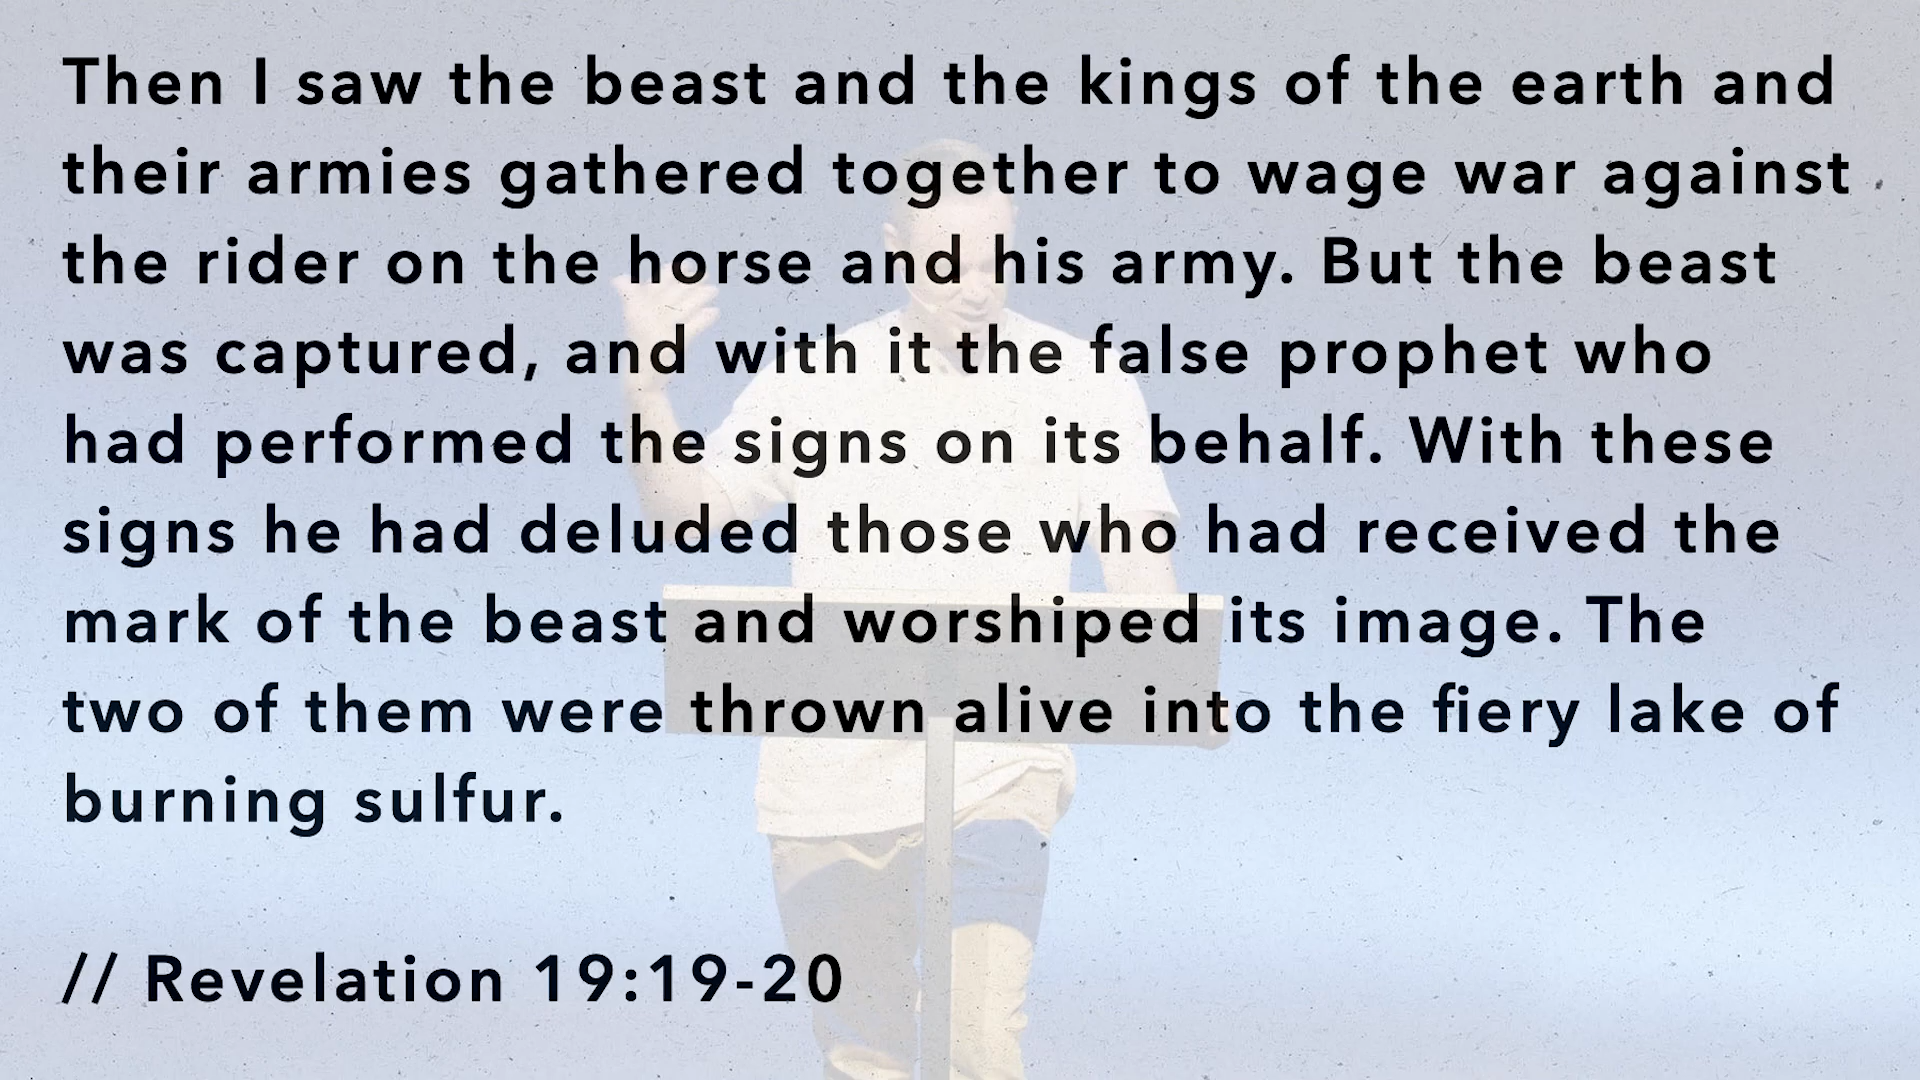 Then I saw the beast and the kings of the earth and
their armies gathered together to wage war against
the rider on the horse and his army. But the beast
was captured, and with it the false prophet who
had performed the signs on its behalf. With these
signs he had deluded those who had received the
mark of the beast and worshiped its image. The
two of them were thrown alive into the fiery lake of
burning sulfur.
// Revelation 19:19-20